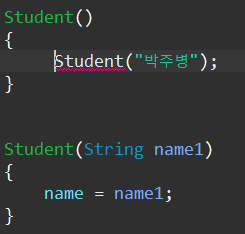 Student()
{
    Student("박주병");
}
Student(String name1)
{
    name = name1;
}